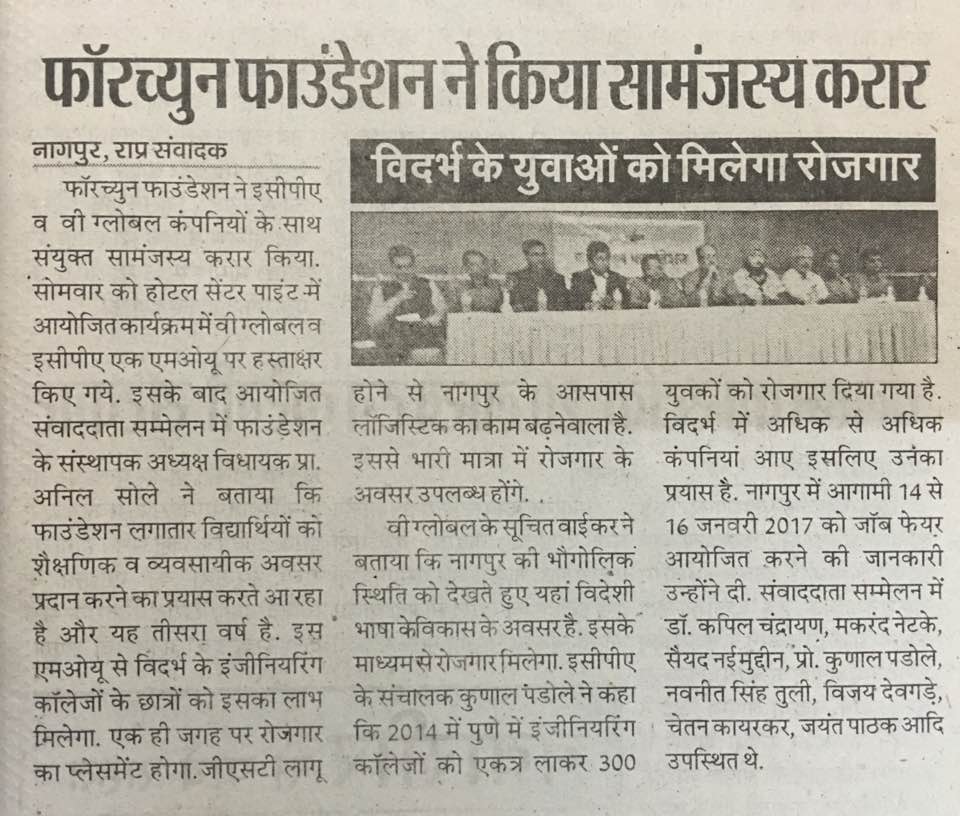 फॉरच्युन फाउंडेशन ने किया सामंजस्य करार
नागपुर, राप्र संवादक
फॉरच्युन फाउंडेशन ने इसीपीए
व वी ग्लोबल कंपनियों के साथ
संयुक्त सामंजस्य करार किया.
सोमवार को होटल सेंटर पाइंट में
आयोजित कार्यक्रम में वी ग्लोबल व
इसीपीए एक एमओयू पर हस्ताक्षर
किए गये. इसके बाद आयोजित
संवाददाता सम्मेलन में फाउंडेशन
के संस्थापक अध्यक्ष विधायक प्रा.
अनिल सोले ने बताया कि
फाउंडेशन लगातार विद्यार्थियों को
शैक्षणिक व व्यवसायीक अवसर
प्रदान करने का प्रयास करते आ रहा
है और यह तीसरा वर्ष है. इस
एमओयू से विदर्भ के इंजीनियरिंग
कॉलेजों के छात्रों को इसका लाभ
मिलेगा. एक ही जगह पर रोजगार
का प्लेसमेंट होगा. जीएसटी लागू
विदर्भ के युवाओं को मिलेगा रोजगार
होने से नागपुर के आसपास
लॉजिस्टिक का काम बढ़नेवाला है.
इससे भारी मात्रा में रोजगार के
अवसर उपलब्ध होंगे.
वी ग्लोबल के सूचित वाईकर ने
बताया कि नागपुर की भौगोलिक
स्थिति को देखते हुए यहां विदेशी
भाषा के विकास के अवसर है. इसके
माध्यम से रोजगार मिलेगा. इसीपीए
के संचालक कुणाल पंडोले ने कहा
कि 2014 में पुणे में इंजीनियरिंग
कॉलेजों को एकत्र लाकर 300
युवकों को रोजगार दिया गया है.
विदर्भ में अधिक से अधिक
कंपनियां आए इसलिए उनका
प्रयास है. नागपुर में आगामी 14 से
16 जनवरी 2017 को जॉब फेयर
आयोजित करने की जानकारी
उन्होंने दी. संवाददाता सम्मेलन में
डॉ. कपिल चंद्रायण, मकरंद नेटके,
सैयद नईमुद्दीन, प्रो. कुणाल पडोले,
नवनीत सिंह तुली, विजय देवगड़े,
चेतन कायरकर, जयंत पाठक आदि
उपस्थित थे.